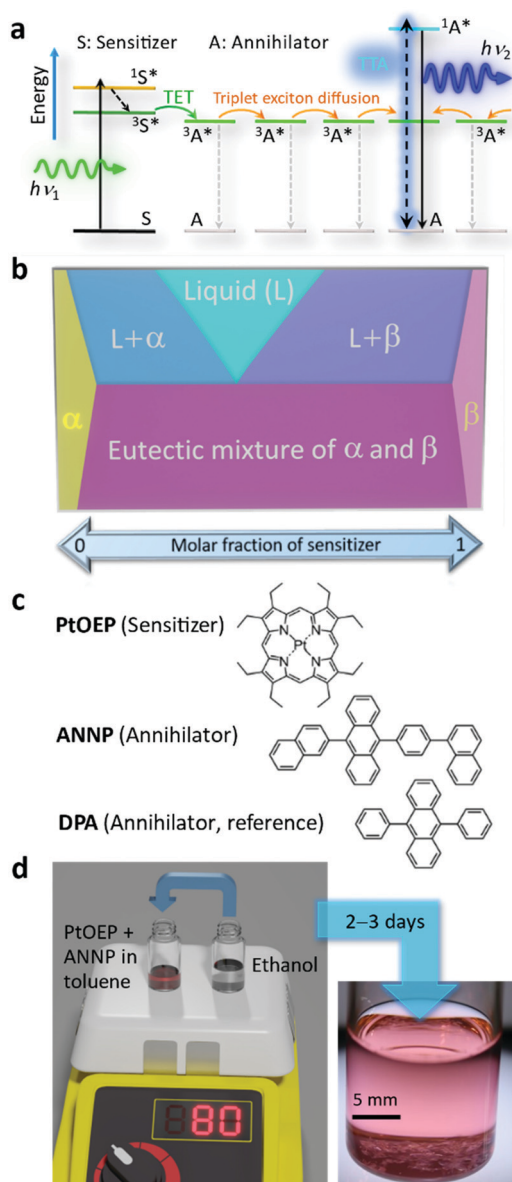 a
S: Sensitizer
A: Annihilator
¹A*
TTA
hν₂
Energy
¹S*
TET
Triplet exciton diffusion
³S*
³A*
³A*
³A*
³A*
hν₁
S
A
A
b
Liquid (L)
L+α
L+β
α
β
Eutectic mixture of α and β
0
Molar fraction of sensitizer
1
c
PtOEP (Sensitizer)
N
N
Pt
N
N
ANNP (Annihilator)
DPA (Annihilator, reference)
d
PtOEP +
ANNP in
toluene
Ethanol
2–3 days
80
5 mm